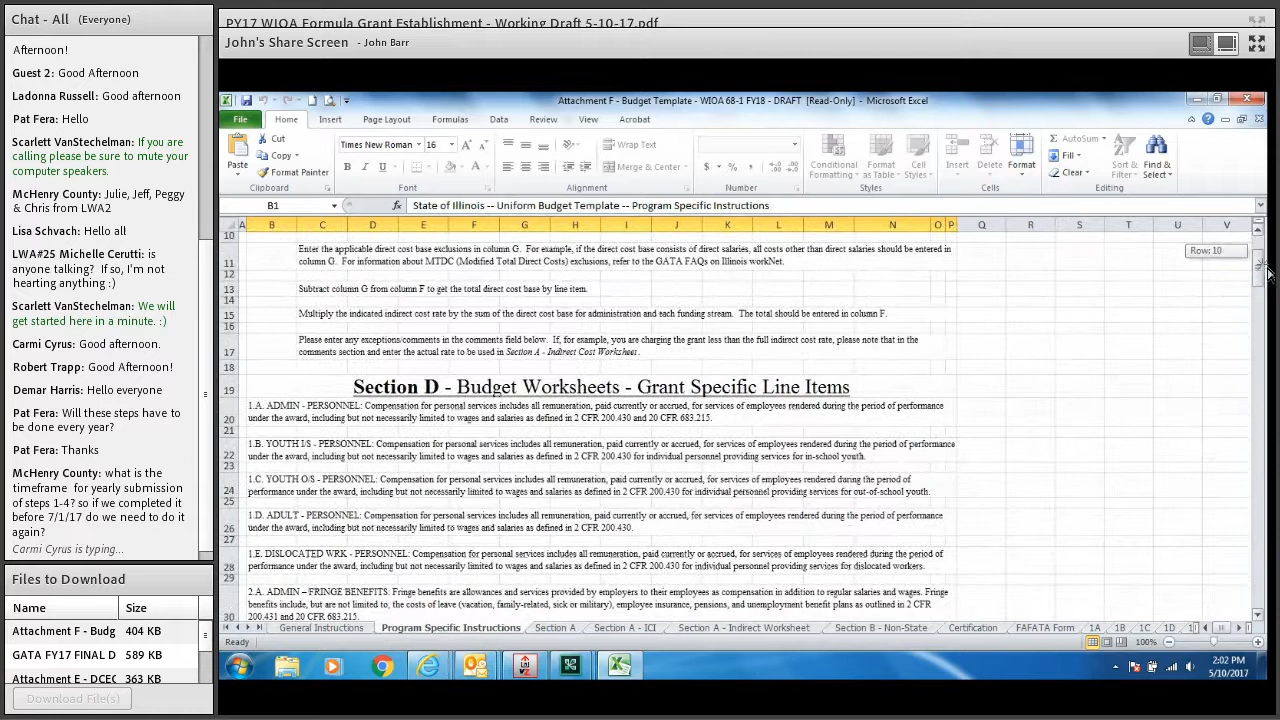 Chat - All (Everyone)
Afternoon!
Guest 2: Good Afternoon
Ladonna Russell: Good afternoon
Pat Fera: Hello
Scarlett VanStechelman: If you are
calling please be sure to mute your
computer speakers.
McHenry County: Julie, Jeff, Peggy
& Chris from LWA2
Lisa Schvach: Hello all
LWA#25 Michele Cerutti: is
anyone talking? If so, I'm not
hearting anything :)
Scarlett VanStechelman: We will
get started here in a minute. :)
Carmi Cyrus: Good afternoon.
Robert Trapp: Good Afternoon!
Demar Harris: Hello everyone
Pat Fera: Will these steps have to
be done every year?
Pat Fera: Thanks
McHenry County: what is the
timeframe for yearly submission
of steps 1-4? so if we completed it
before 7/1/17 do we need to do it
again?
Carmi Cyrus is typing...
Files to Download
Name Size
Attachment F - Budg 404 KB
GATA FY17 FINAL D 589 KB
Attachment E - DCEC 363 KB
Download File(s)
PY17 WIOA Formula Grant Establishment - Working Draft 5-10-17.pdf
John's Share Screen - John Barr
Attachment F - Budget Template - WIOA 68-1 FY18 - DRAFT [Read-Only] - Microsoft Excel
File Home Insert Page Layout Formulas Data Review View Acrobat
Paste Cut Copy Format Painter Clipboard
Times New Roman 16 B I U Font
Wrap Text Merge & Center Alignment
$ % , Number
Conditional Formatting Format as Table Cell Styles Styles
Insert Delete Format Cells
AutoSum Fill Clear Sort & Filter Find & Select Editing
B1 fx State of Illinois -- Uniform Budget Template -- Program Specific Instructions
A B C D E F G H I J K L M N O P Q R S T U V
10
Row: 10
Enter the applicable direct cost base exclusions in column G. For example, if the direct cost base consists of direct salaries, all costs other than direct salaries should be entered in
11 column G. For information about MTDC (Modified Total Direct Costs) exclusions, refer to the GATA FAQs on Illinois workNet.
12
13 Subtract column G from column F to get the total direct cost base by line item.
14
15 Multiply the indicated indirect cost rate by the sum of the direct cost base for administration and each funding stream. The total should be entered in column F.
16
Please enter any exceptions/comments in the comments field below. If, for example, you are charging the grant less than the full indirect cost rate, please note that in the
17 comments section and enter the actual rate to be used in Section A - Indirect Cost Worksheet.
18
19 Section D - Budget Worksheets - Grant Specific Line Items
1.A. ADMIN - PERSONNEL: Compensation for personal services includes all remuneration, paid currently or accrued, for services of employees rendered during the period of performance
20 under the award, including but not necessarily limited to wages and salaries as defined in 2 CFR 200.430 and 20 CFR 683.215.
21
1.B. YOUTH I/S - PERSONNEL: Compensation for personal services includes all remuneration, paid currently or accrued, for services of employees rendered during the period of performance
22 under the award, including but not necessarily limited to wages and salaries as defined in 2 CFR 200.430 for individual personnel providing services for in-school youth.
23
1.C. YOUTH O/S - PERSONNEL: Compensation for personal services includes all remuneration, paid currently or accrued, for services of employees rendered during the period of
24 performance under the award, including but not necessarily limited to wages and salaries as defined in 2 CFR 200.430 for individual personnel providing services for out-of-school youth.
25
1.D. ADULT - PERSONNEL: Compensation for personal services includes all remuneration, paid currently or accrued, for services of employees rendered during the period of performance
26 under the award, including but not necessarily limited to wages and salaries as defined in 2 CFR 200.430.
27
1.E. DISLOCATED WRK - PERSONNEL: Compensation for personal services includes all remuneration, paid currently or accrued, for services of employees rendered during the period of
28 performance under the award, including but not necessarily limited to wages and salaries as defined in 2 CFR 200.430 for individual personnel providing services for dislocated workers.
29
2.A. ADMIN – FRINGE BENEFITS: Fringe benefits are allowances and services provided by employers to their employees as compensation in addition to regular salaries and wages. Fringe
benefits include, but are not limited to, the costs of leave (vacation, family-related, sick or military), employee insurance, pensions, and unemployment benefit plans as outlined in 2 CFR
30 200.431 and 20 CFR 683.215.
General Instructions Program Specific Instructions Section A Section A - ICI Section A - Indirect Worksheet Section B - Non-State Certification FAFATA Form 1A 1B 1C 1D
Ready 100%
2:02 PM
5/10/2017